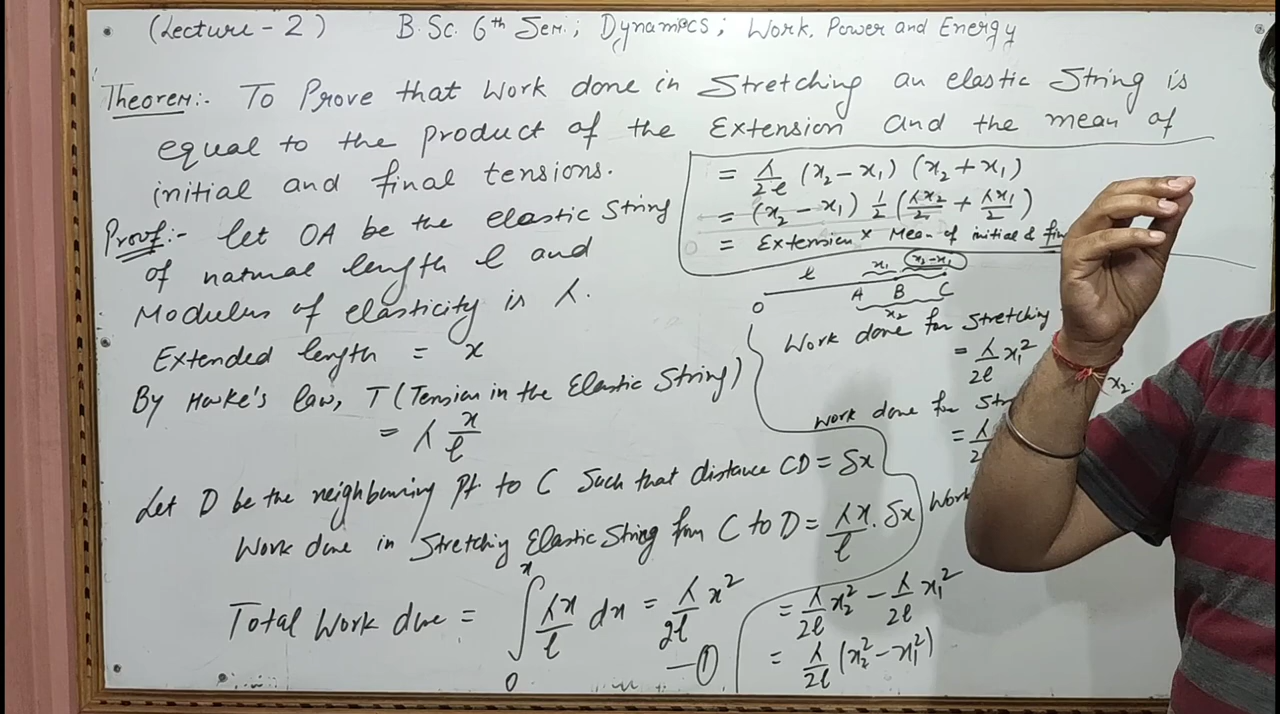 (Lecture - 2) B.Sc. 6th Sem.; Dynamics; Work, Power and Energy
Theorem:- To Prove that Work done in Stretching an elastic String is
equal to the product of the Extension and the mean of
initial and final tensions.
Proof:- Let OA be the elastic String
of natural length l and
Modulus of elasticity is λ.
Extended length = x
By Hooke's law, T (Tension in the Elastic String)
= λ x/l
Let D be the neighbouring Pt. to C Such that distance CD = δx
Work done in Stretching Elastic String from C to D = λx/l . δx
Total Work done = ∫₀ˣ λx/l dx = λ/2l x² —①
l x₁ x₂-x₁
O A B C
x₂
Work done for Stretching
= λ/2l x₁²
x₂.
Work done for
= λ
Work
= λ/2l x₂² - λ/2l x₁²
= λ/2l (x₂² - x₁²)
= λ/2l (x₂ - x₁) (x₂ + x₁)
= (x₂ - x₁) 1/2 (λx₂/2 + λx₁/2)
= Extension × Mean of initial &